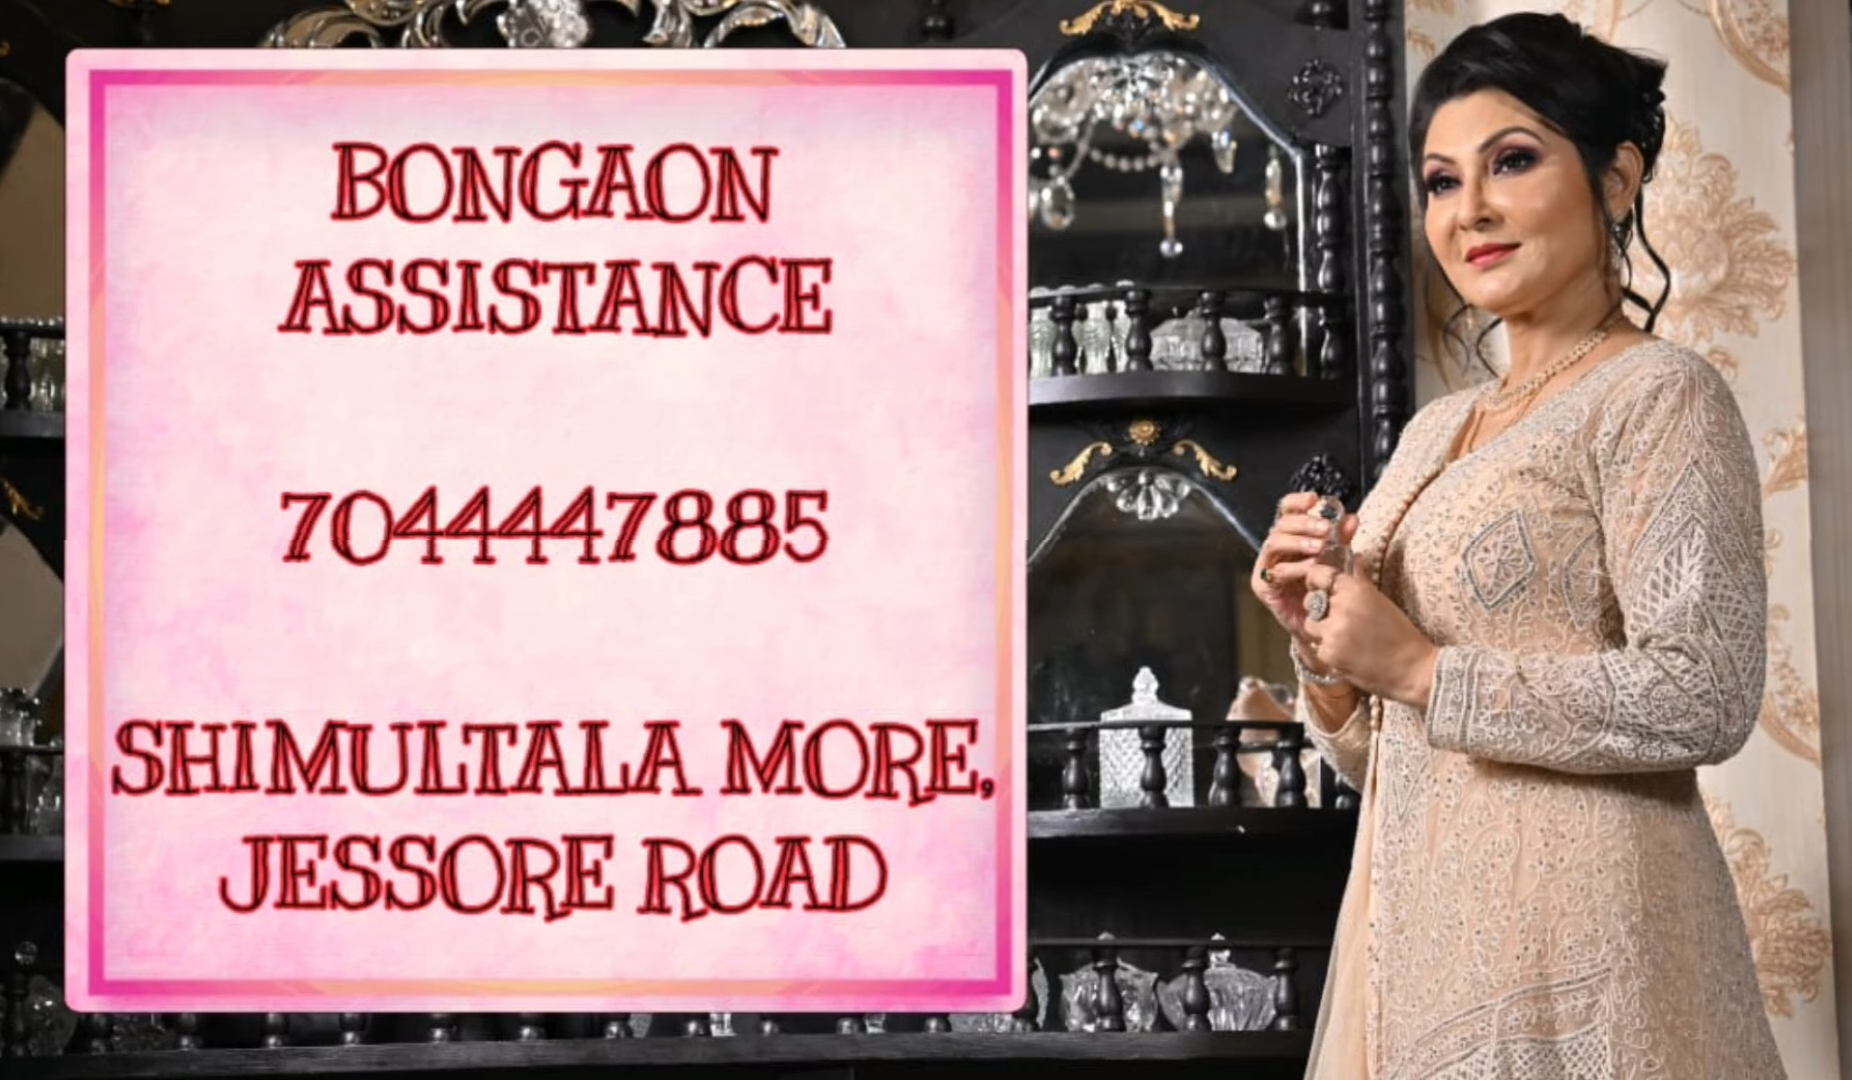 BONGAON
ASSISTANCE
7044447885
SHIMULTALA MORE,
JESSORE ROAD